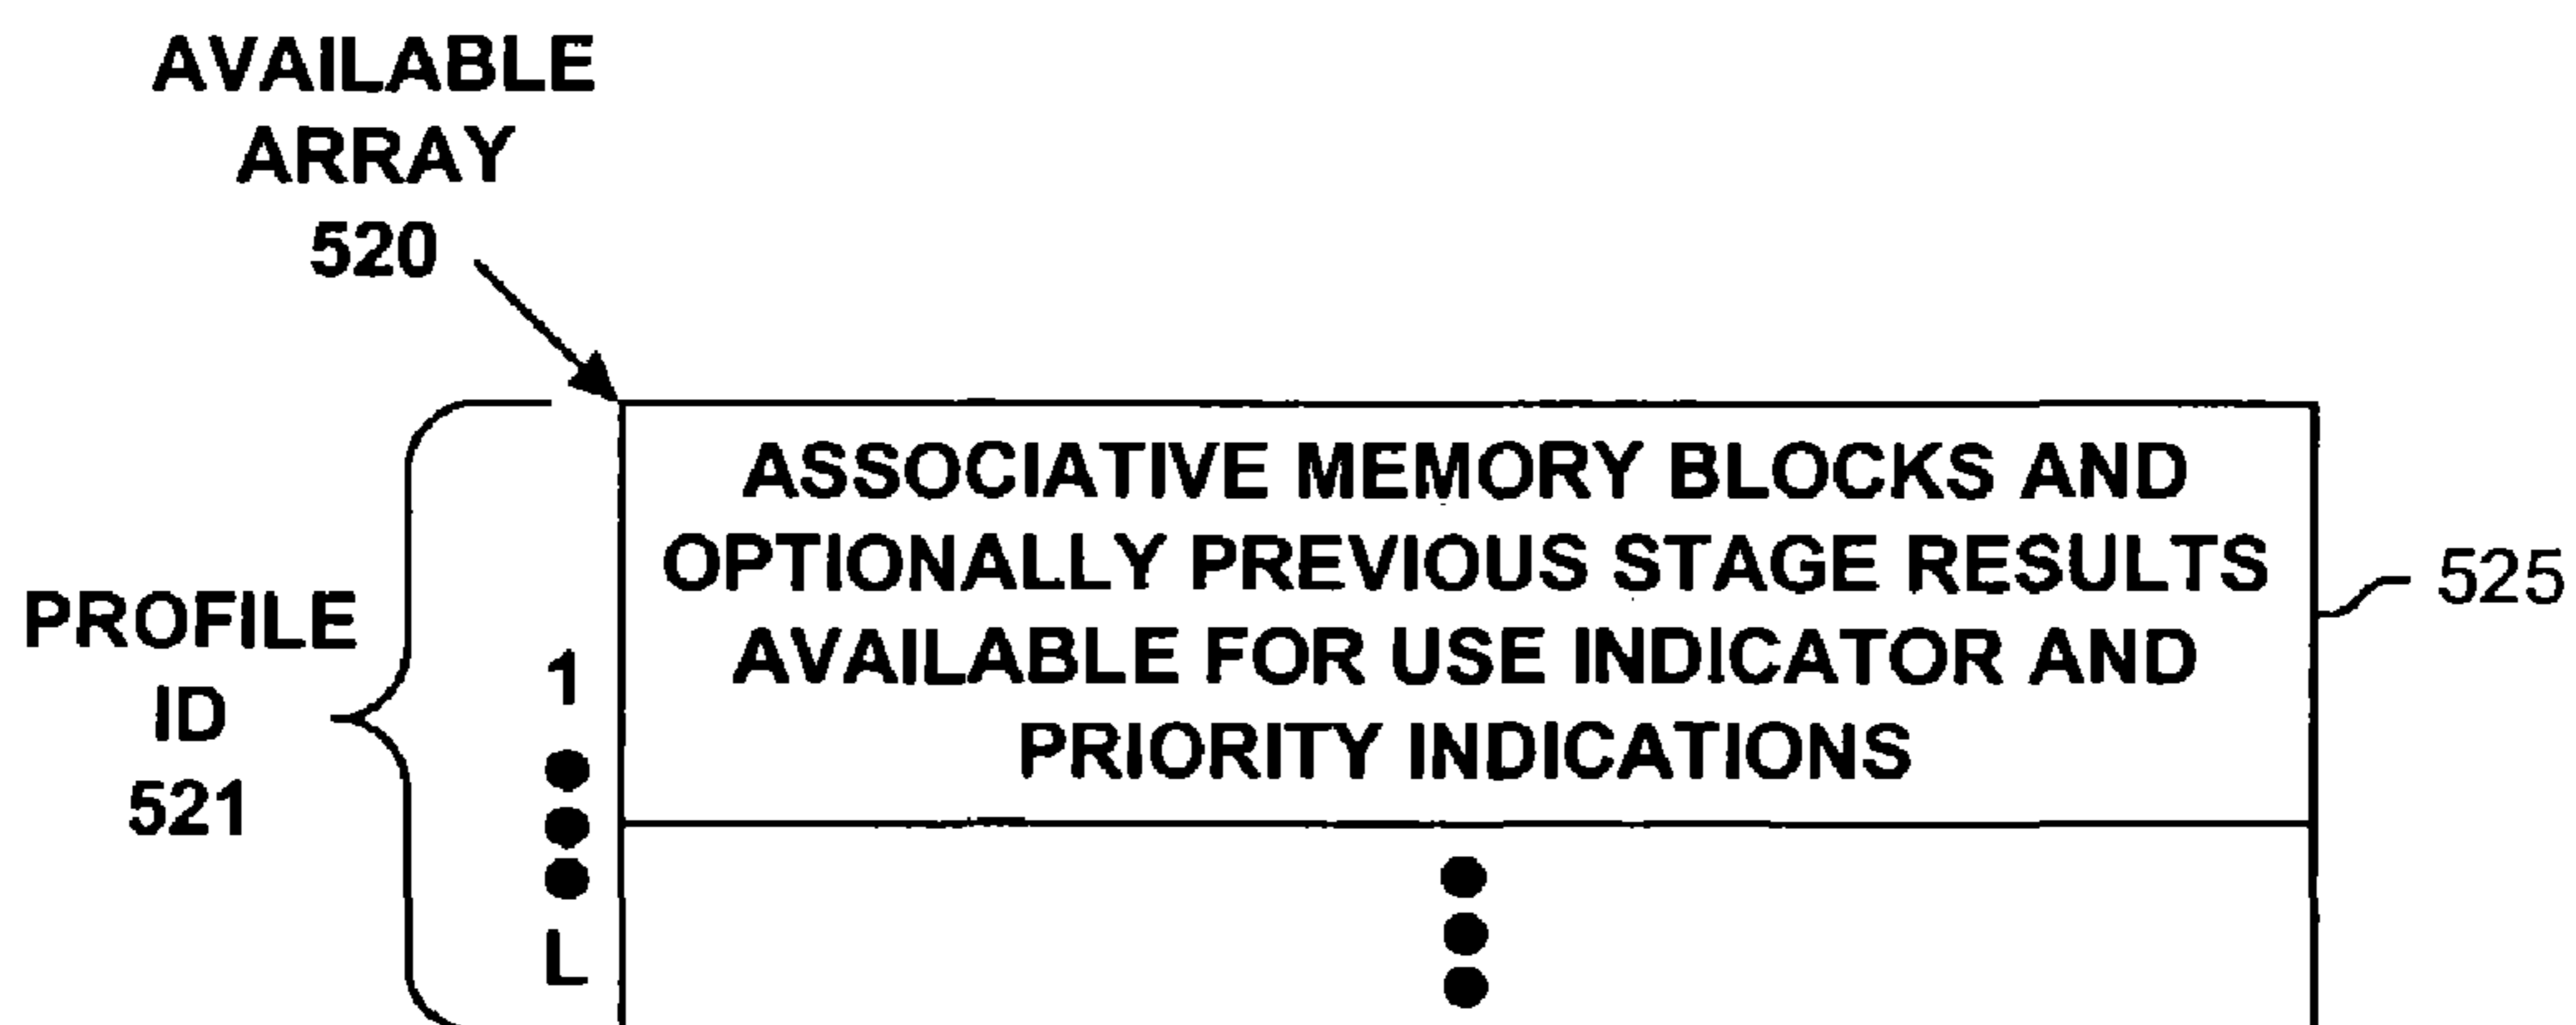 AVAILABLE
ARRAY
520
ASSOCIATIVE MEMORY BLOCKS AND
OPTIONALLY PREVIOUS STAGE RESULTS
AVAILABLE FOR USE INDICATOR AND
PRIORITY INDICATIONS
525
PROFILE
ID
521
1
L